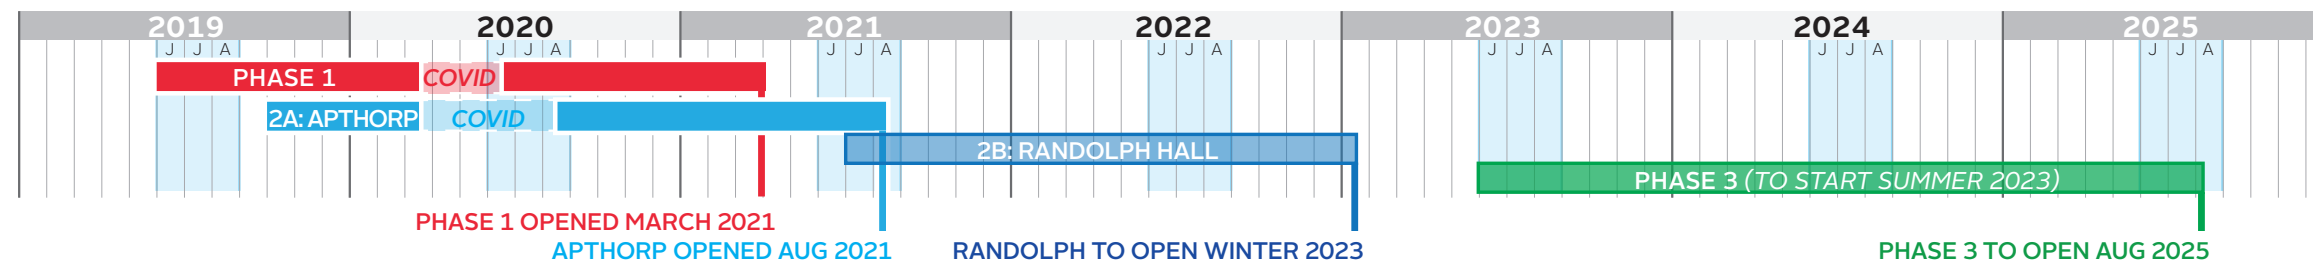 2019 2020 2021 2022 2023 2024 2025
J J A J J A J J A J J A J J A J J A J J A
PHASE 1 COVID
2A: APTHORP COVID
2B: RANDOLPH HALL
PHASE 3 (TO START SUMMER 2023)
PHASE 1 OPENED MARCH 2021
APTHORP OPENED AUG 2021 RANDOLPH TO OPEN WINTER 2023 PHASE 3 TO OPEN AUG 2025